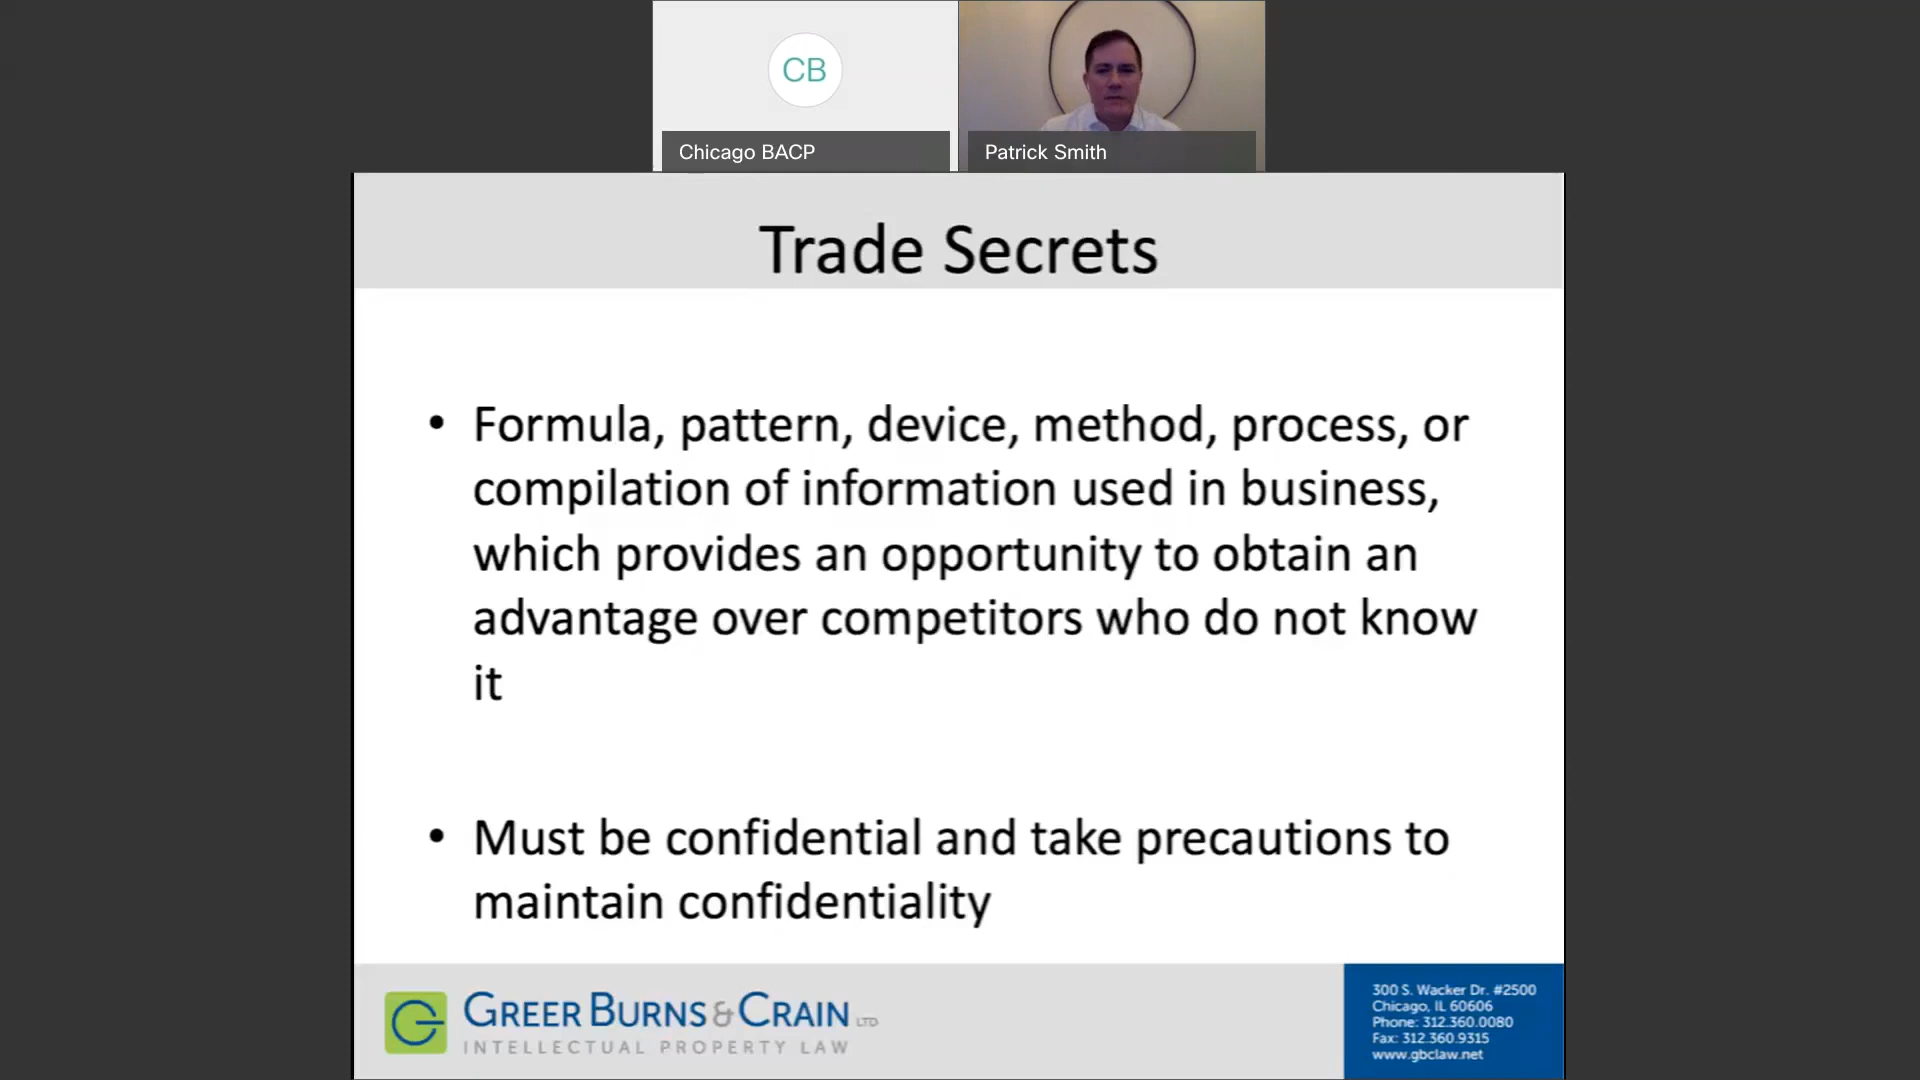 CB
Chicago BACP
Patrick Smith
Trade Secrets
• Formula, pattern, device, method, process, or
compilation of information used in business,
which provides an opportunity to obtain an
advantage over competitors who do not know
it
• Must be confidential and take precautions to
maintain confidentiality
GREER BURNS & CRAIN LTD
INTELLECTUAL PROPERTY LAW
300 S. Wacker Dr. #2500
Chicago, IL 60606
Phone: 312.360.0080
Fax: 312.360.9315
www.gbclaw.net